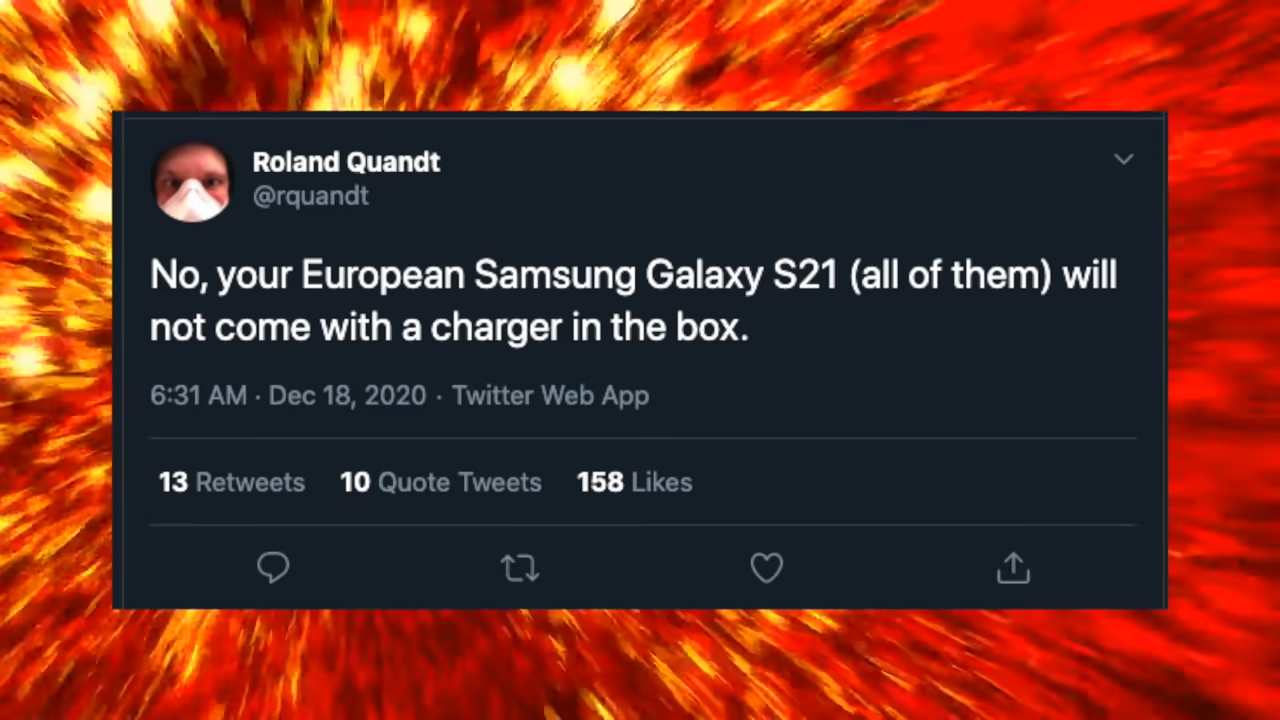 Roland Quandt
@rquandt
No, your European Samsung Galaxy S21 (all of them) will
not come with a charger in the box.
6:31 AM · Dec 18, 2020 · Twitter Web App
13 Retweets 10 Quote Tweets 158 Likes